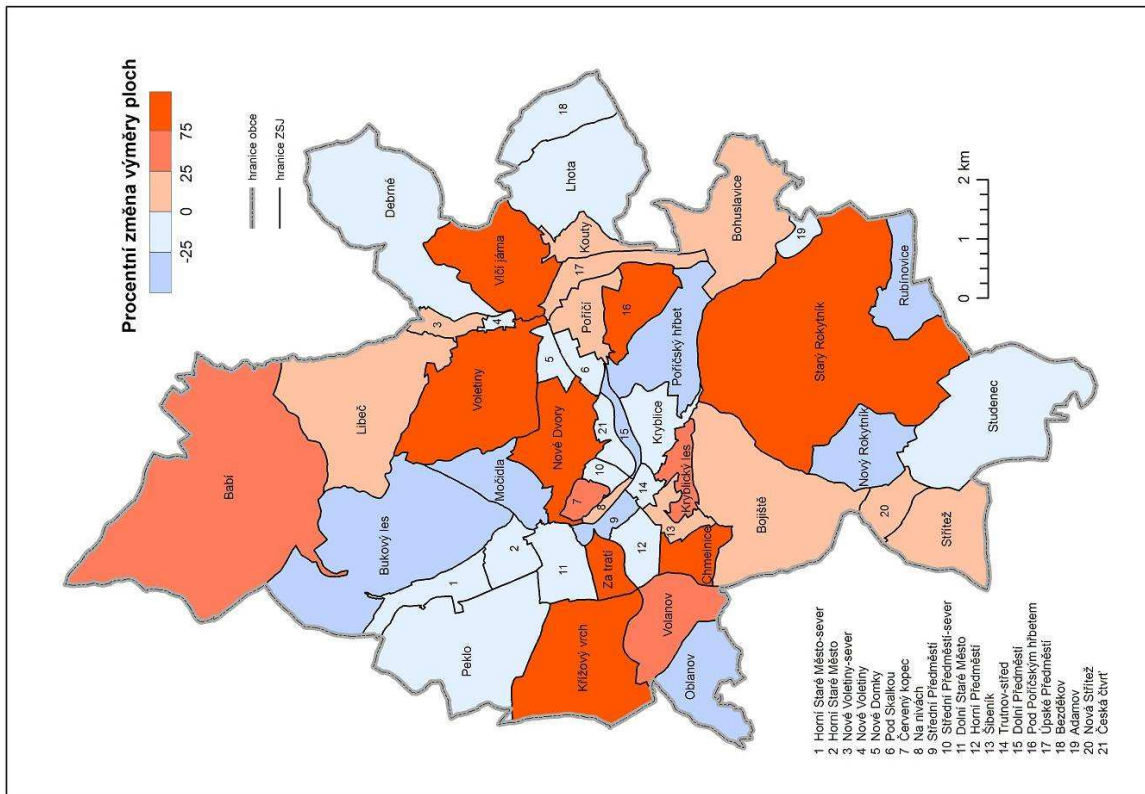 Procentní změna výměry ploch
-25
0
25
75
hranice obce
hranice ZSJ
Babí
Libeč
Debrné
18
Lhota
Bukový les
Močidla
Voletiny
3
4
Vlčí jáma
Kouty
17
1
2
Peklo
Nové Dvory
5
6
Poříčí
16
Bohuslavice
19
11
7
8
10
21
15
9
Za tratí
12
14
13
Kryblice
Kryblický les
Poříčský hřbet
Křížový vrch
Volanov
Oblanov
Chmelnice
Bojiště
Starý Rokytník
Rubínovice
Nový Rokytník
20
Střítež
Studenec
0 1 2 km
1 Horní Staré Město-sever
2 Horní Staré Město
3 Nové Voletiny-sever
4 Nové Voletiny
5 Nové Domky
6 Pod Skalkou
7 Červený kopec
8 Na nivách
9 Střední Předměstí
10 Střední Předměstí-sever
11 Dolní Staré Město
12 Horní Předměstí
13 Šibeník
14 Trutnov-střed
15 Dolní Předměstí
16 Pod Poříčským hřbetem
17 Úpské Předměstí
18 Bezděkov
19 Adamov
20 Nová Střítež
21 Česká čtvrť